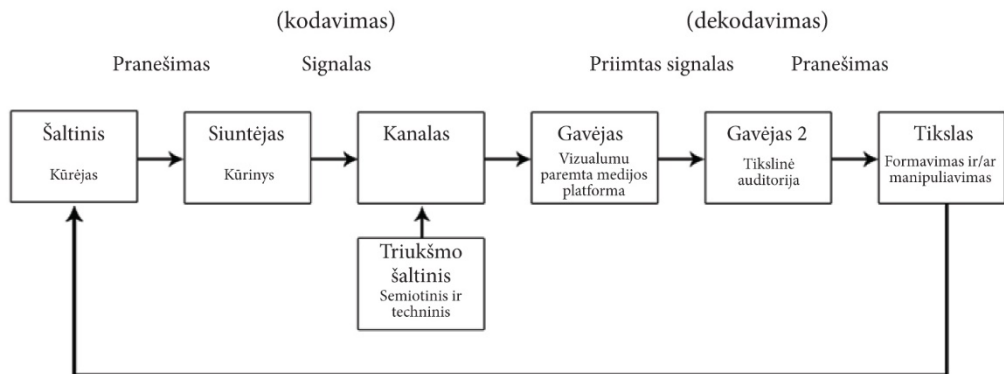 (kodavimas)
(dekodavimas)
Pranešimas
Signalas
Priimtas signalas
Pranešimas
Šaltinis
Kūrėjas
Siuntėjas
Kūrinys
Kanalas
Gavėjas
Vizualumu
paremta medijos
platforma
Gavėjas 2
Tikslinė
auditorija
Tikslas
Formavimas ir/ar
manipuliavimas
Triukšmo
šaltinis
Semiotinis ir
techninis